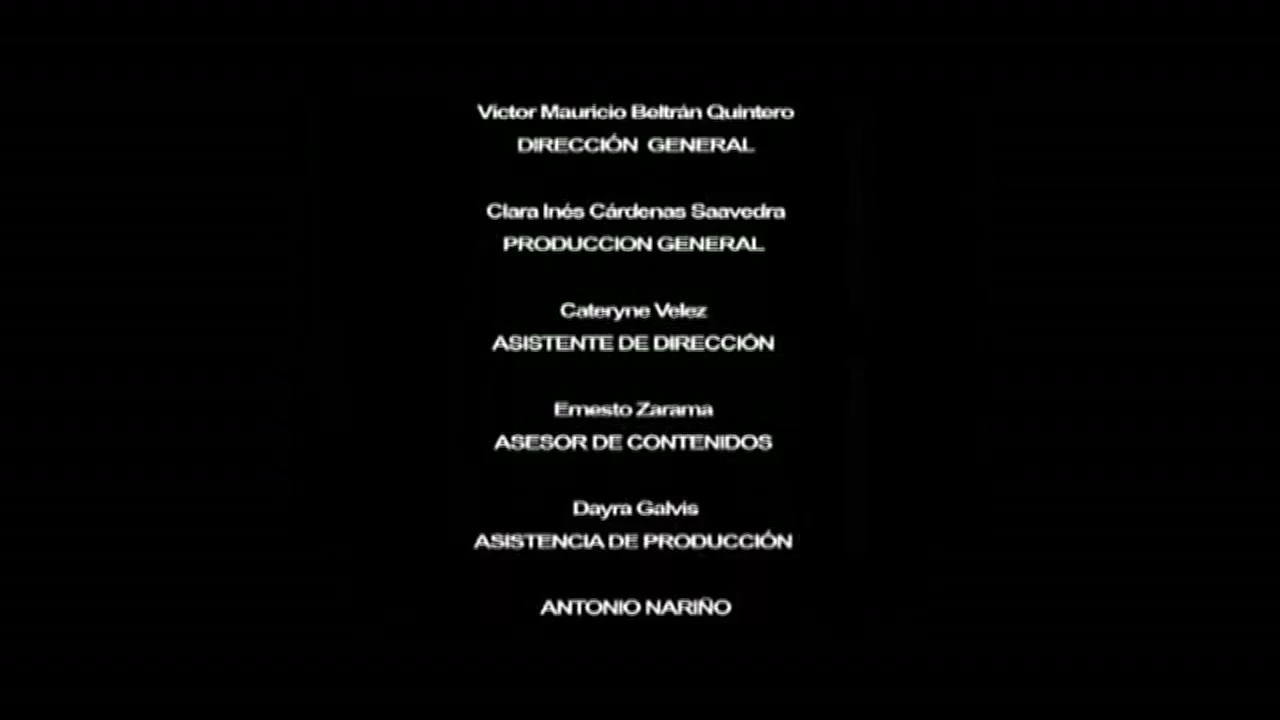 Victor Mauricio Beltrán Quintero
DIRECCIÓN GENERAL
Clara Inés Cárdenas Saavedra
PRODUCCION GENERAL
Cateryne Velez
ASISTENTE DE DIRECCIÓN
Ernesto Zarama
ASESOR DE CONTENIDOS
Dayra Galvis
ASISTENCIA DE PRODUCCIÓN
ANTONIO NARIÑO